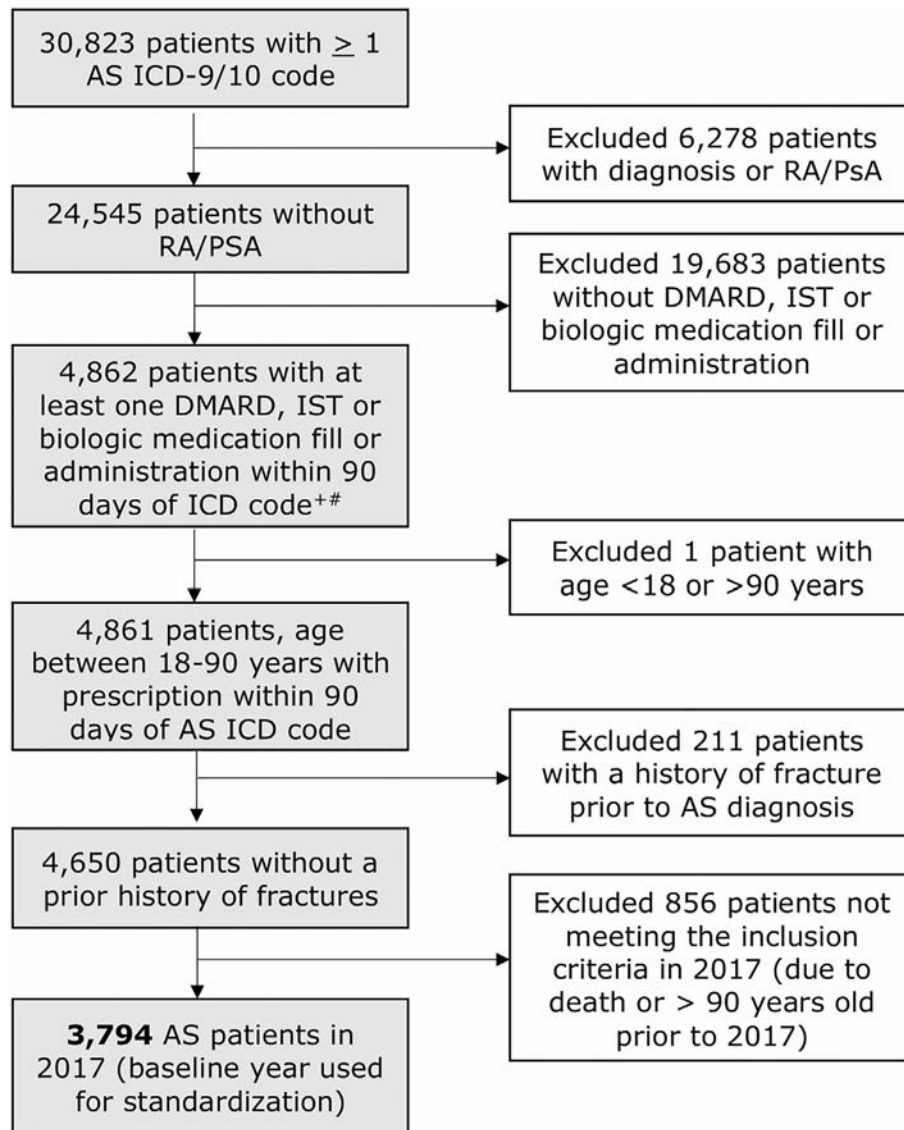 30,823 patients with ≥ 1
AS ICD-9/10 code
Excluded 6,278 patients
with diagnosis or RA/PsA
24,545 patients without
RA/PSA
Excluded 19,683 patients
without DMARD, IST or
biologic medication fill or
administration
4,862 patients with at
least one DMARD, IST or
biologic medication fill or
administration within 90
days of ICD code⁺#
Excluded 1 patient with
age <18 or >90 years
4,861 patients, age
between 18-90 years with
prescription within 90
days of AS ICD code
Excluded 211 patients
with a history of fracture
prior to AS diagnosis
4,650 patients without a
prior history of fractures
Excluded 856 patients not
meeting the inclusion
criteria in 2017 (due to
death or > 90 years old
prior to 2017)
3,794 AS patients in
2017 (baseline year used
for standardization)